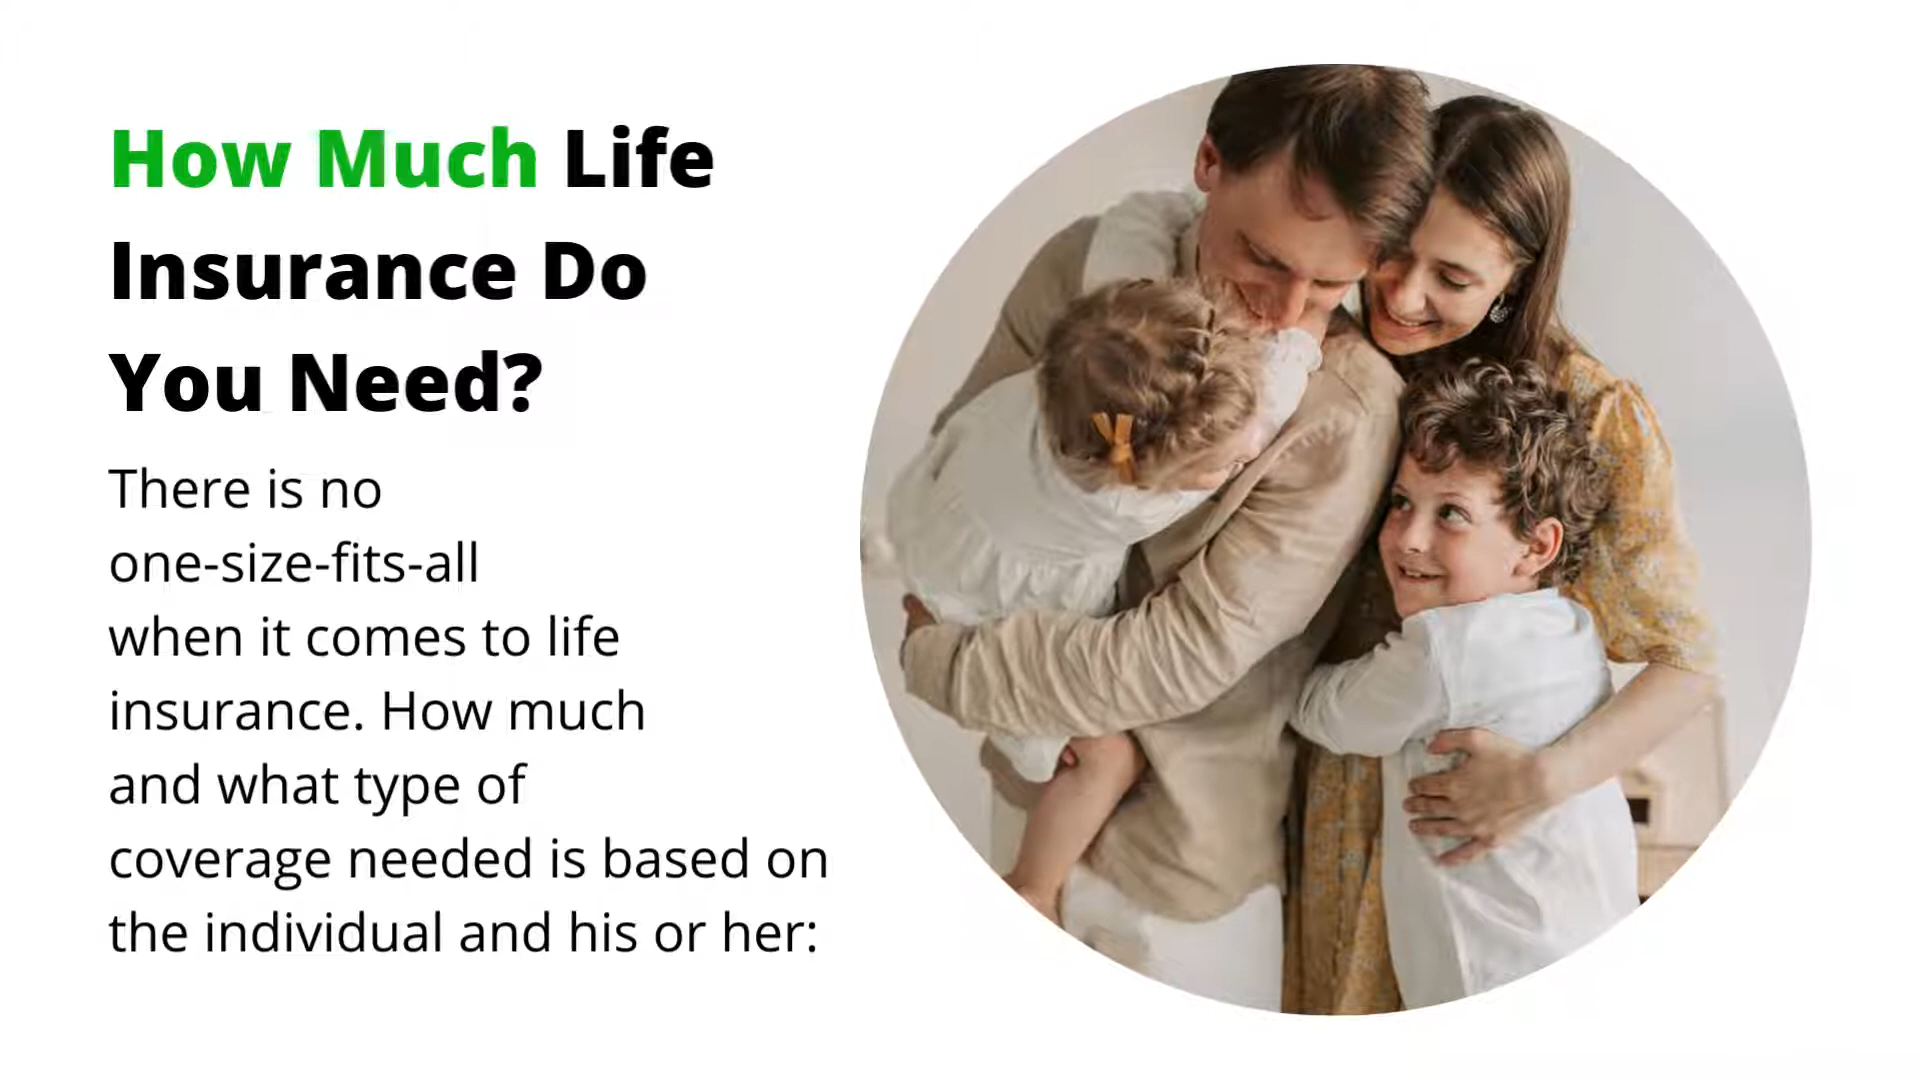 How Much Life
Insurance Do
You Need?
There is no
one-size-fits-all
when it comes to life
insurance. How much
and what type of
coverage needed is based on
the individual and his or her: